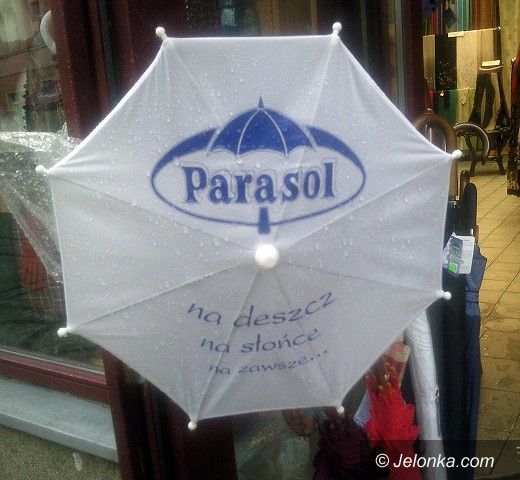 Parasol
na deszcz
na słońce
na zawsze...
© Jelonka.com